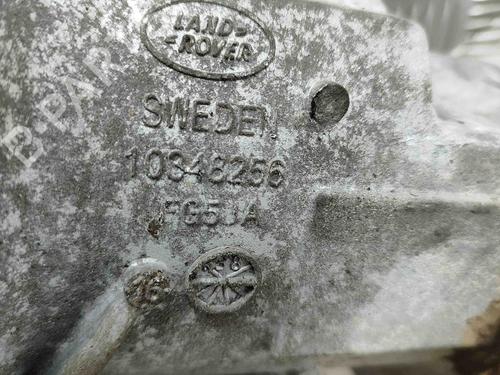 LAND-
-ROVER
SWEDEN
10348256
FG5JA
16